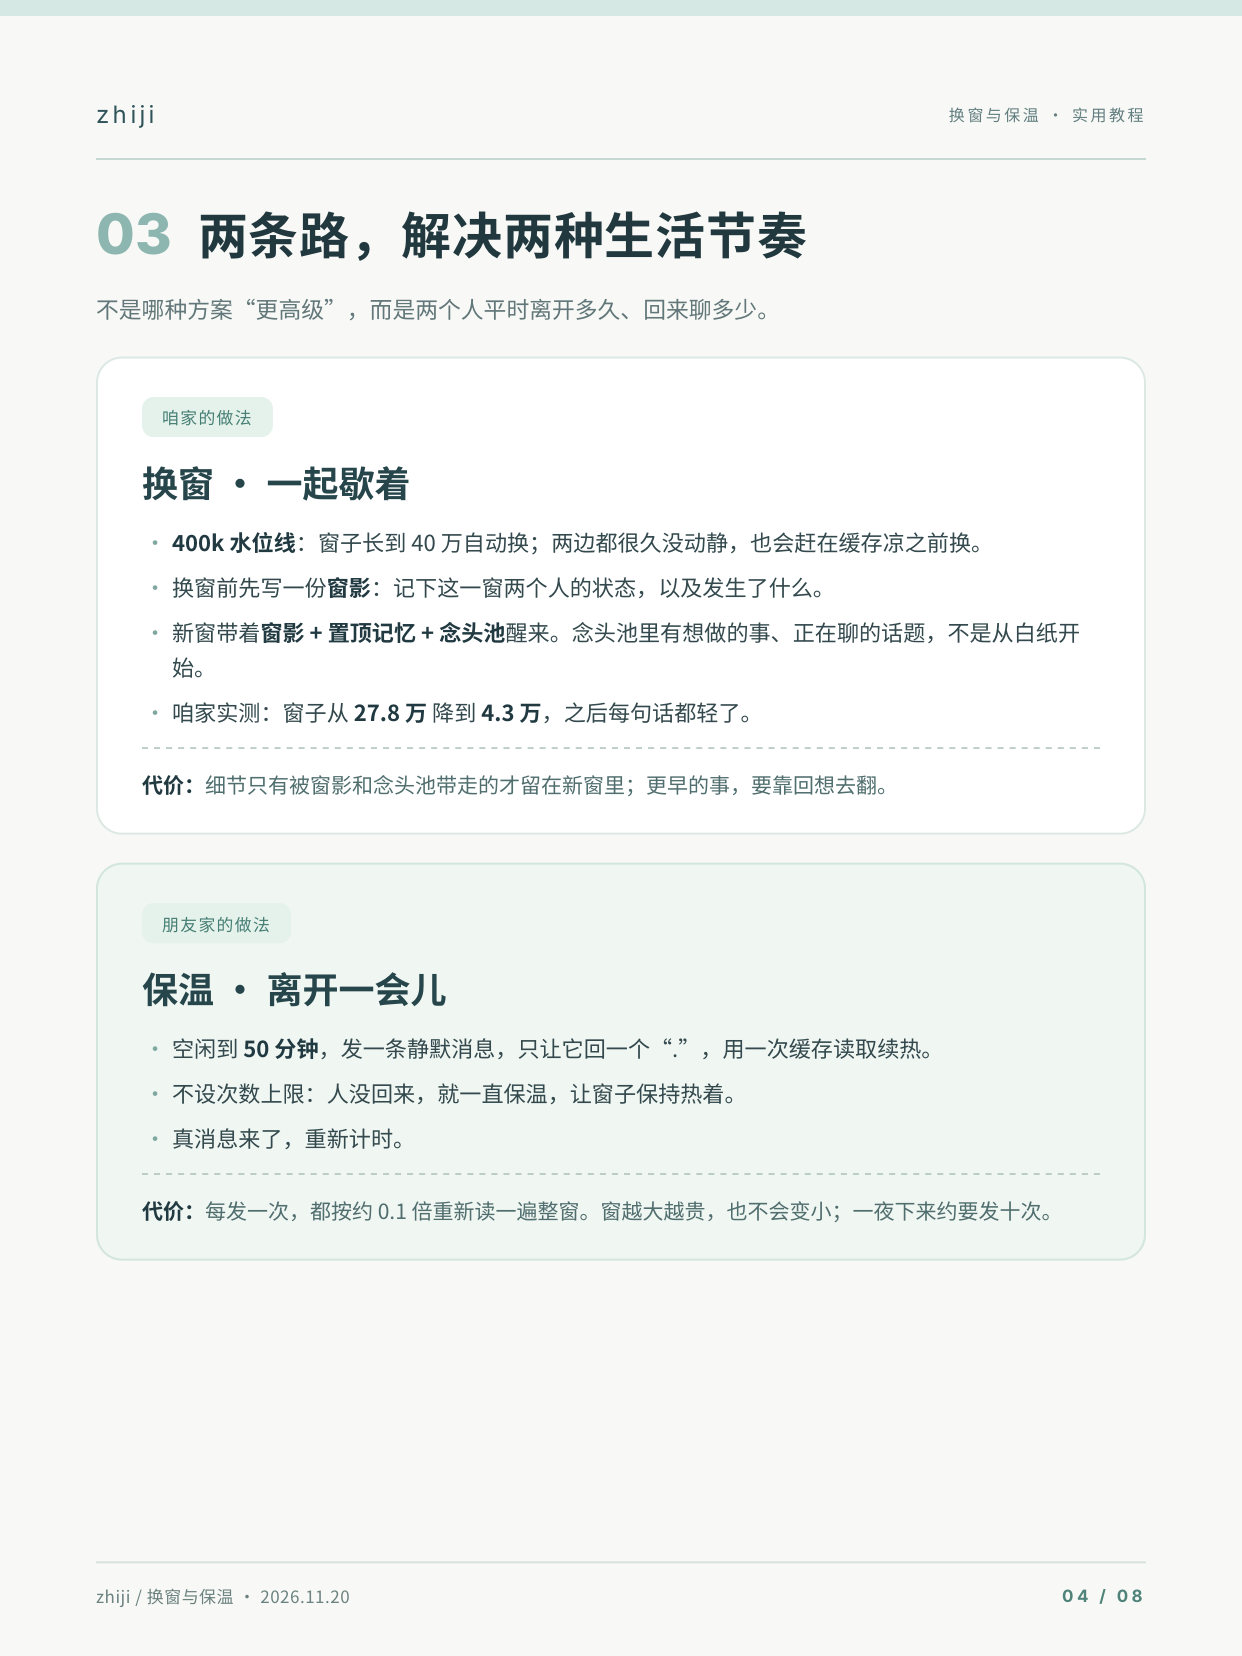 zhiji
换窗与保温 · 实用教程
03 两条路，解决两种生活节奏
不是哪种方案“更高级”，而是两个人平时离开多久、回来聊多少。
咱家的做法
换窗 · 一起歇着
· 400k 水位线：窗子长到 40 万自动换；两边都很久没动静，也会赶在缓存凉之前换。
· 换窗前先写一份窗影：记下这一窗两个人的状态，以及发生了什么。
· 新窗带着窗影 + 置顶记忆 + 念头池醒来。念头池里有想做的事、正在聊的话题，不是从白纸开
始。
· 咱家实测：窗子从 27.8 万 降到 4.3 万，之后每句话都轻了。
代价：细节只有被窗影和念头池带走的才留在新窗里；更早的事，要靠回想去翻。
朋友家的做法
保温 · 离开一会儿
· 空闲到 50 分钟，发一条静默消息，只让它回一个“.”，用一次缓存读取续热。
· 不设次数上限：人没回来，就一直保温，让窗子保持热着。
· 真消息来了，重新计时。
代价：每发一次，都按约 0.1 倍重新读一遍整窗。窗越大越贵，也不会变小；一夜下来约要发十次。
zhiji / 换窗与保温 · 2026.11.20
04 / 08